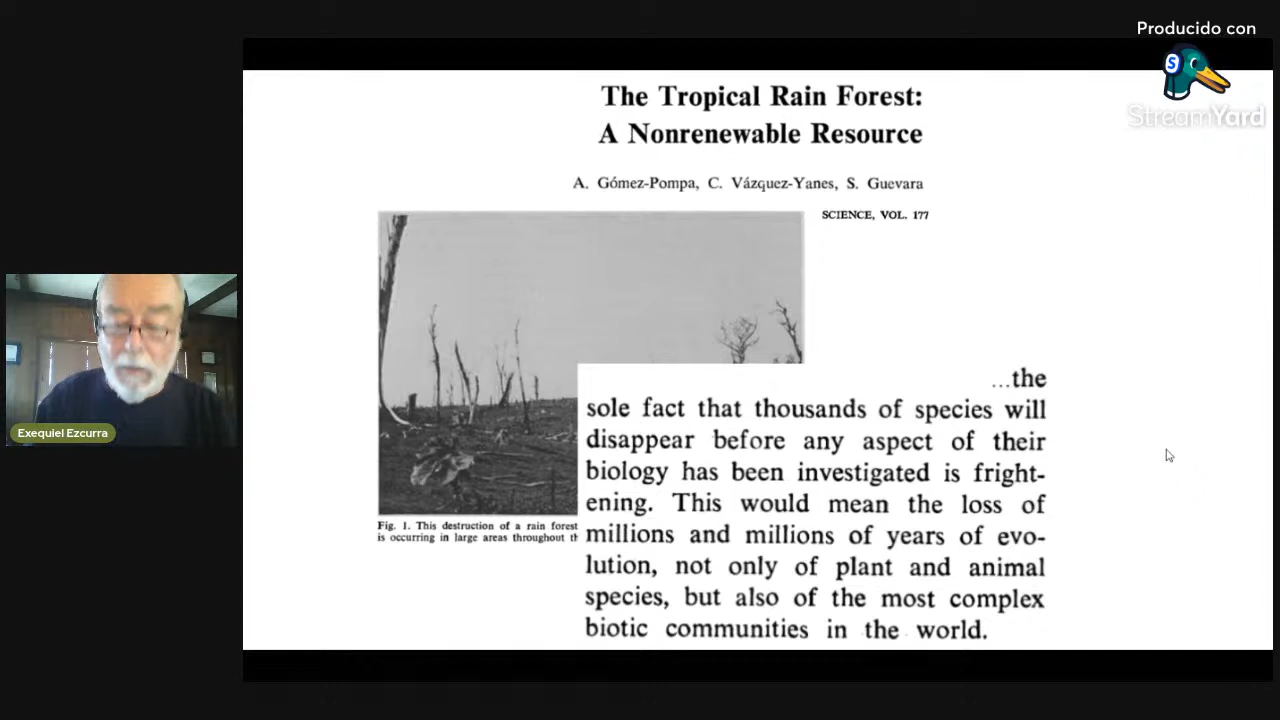 Producido con
StreamYard
The Tropical Rain Forest:
A Nonrenewable Resource
A. Gómez-Pompa, C. Vázquez-Yanes, S. Guevara
SCIENCE, VOL. 177
...the
sole fact that thousands of species will
disappear before any aspect of their
biology has been investigated is fright-
ening. This would mean the loss of
millions and millions of years of evo-
lution, not only of plant and animal
species, but also of the most complex
biotic communities in the world.
Fig. 1. This destruction of a rain forest
is occurring in large areas throughout
Exequiel Ezcurra